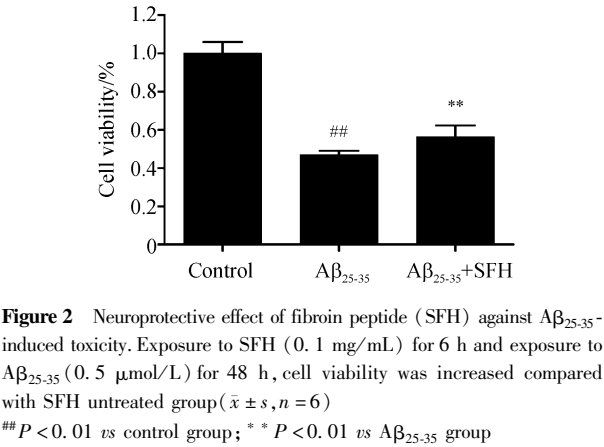 1.2
1.0
0.8
0.6
0.4
0.2
0
Cell viability/%
##
**
Control
Aβ25-35
Aβ25-35+SFH
Figure 2 Neuroprotective effect of fibroin peptide (SFH) against Aβ25-35-
induced toxicity. Exposure to SFH (0. 1 mg/mL) for 6 h and exposure to
Aβ25-35(0. 5 μmol/L) for 48 h, cell viability was increased compared
with SFH untreated group(x̄ ± s, n = 6)
##P < 0. 01 vs control group; * * P < 0. 01 vs Aβ25-35 group